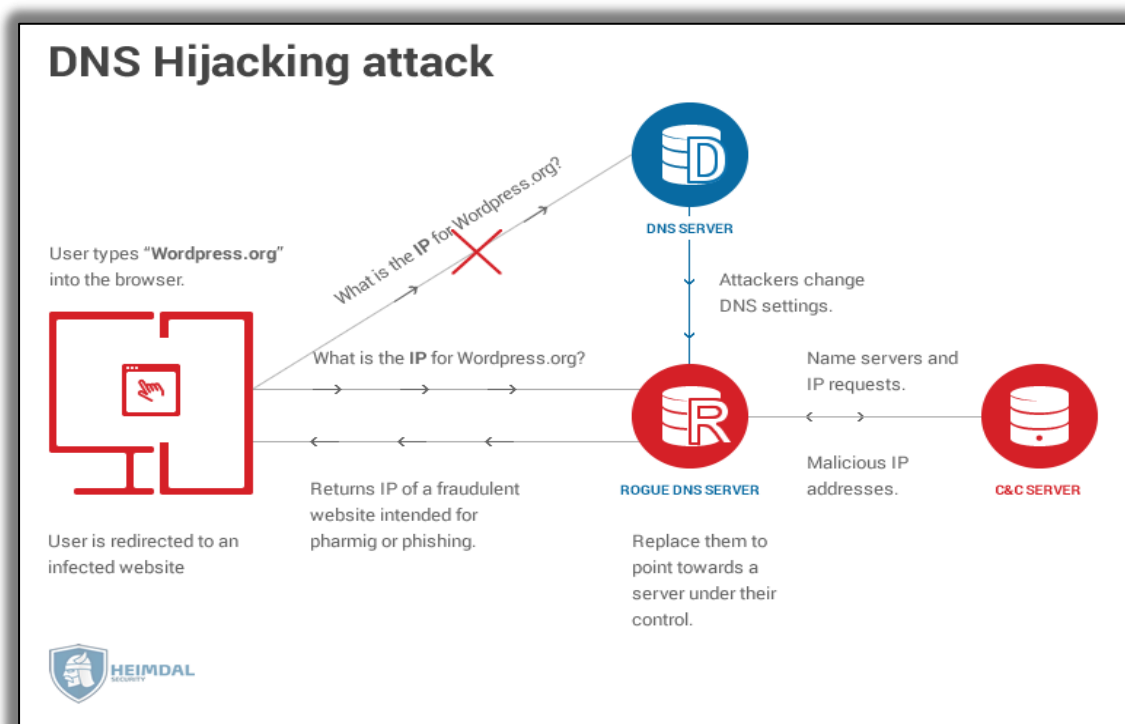 DNS Hijacking attack
D
DNS SERVER
What is the IP for Wordpress.org?
User types “Wordpress.org”
into the browser.
Attackers change
DNS settings.
What is the IP for Wordpress.org?
Name servers and
IP requests.
R
ROGUE DNS SERVER
Malicious IP
addresses.
C&C SERVER
Returns IP of a fraudulent
website intended for
pharmig or phishing.
User is redirected to an
infected website
Replace them to
point towards a
server under their
control.
HEIMDAL
SECURITY